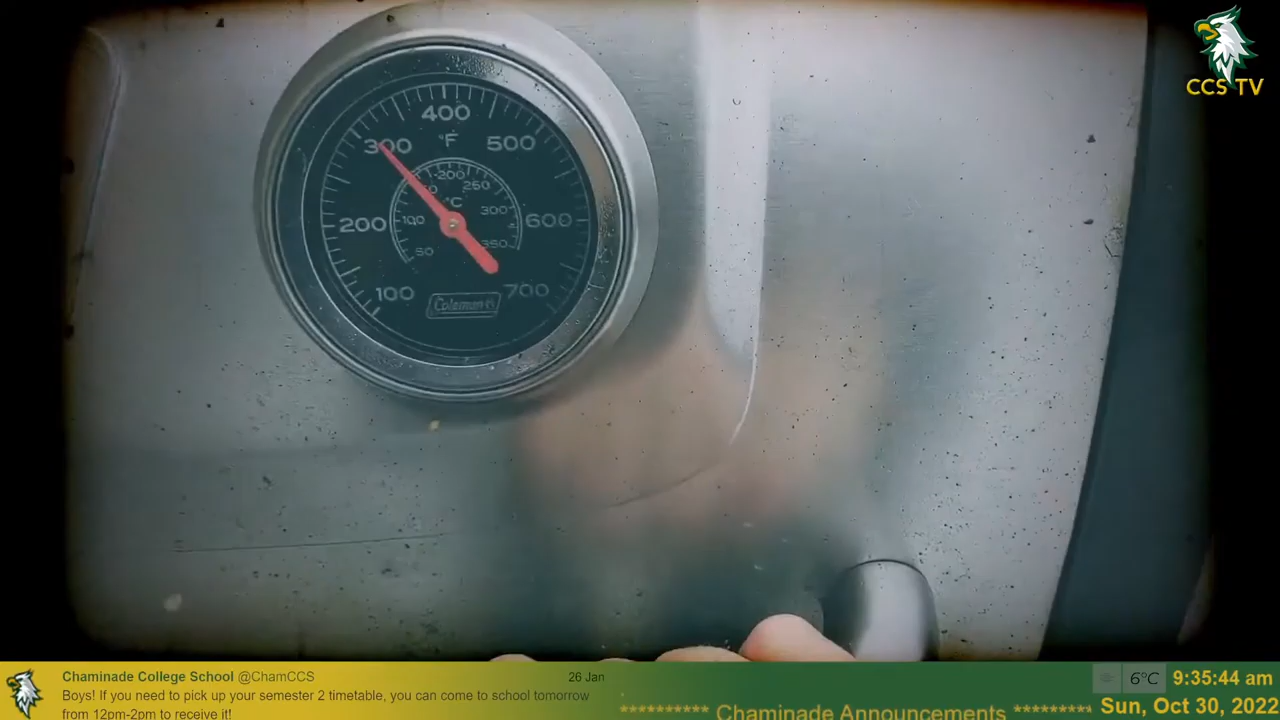 CCS TV
400
°F
300
500
200
250
°C
100
300
200
600
50
350
100
700
Coleman
Chaminade College School @ChamCCS
26 Jan
Boys! If you need to pick up your semester 2 timetable, you can come to school tomorrow
from 12pm-2pm to receive it!
6°C
9:35:44 am
********** Chaminade Announcements *********
Sun, Oct 30, 2022